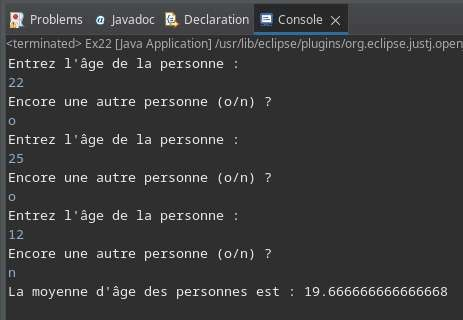 Problems Javadoc Declaration Console
<terminated> Ex22 [Java Application] /usr/lib/eclipse/plugins/org.eclipse.justj.open
Entrez l'âge de la personne :
22
Encore une autre personne (o/n) ?
o
Entrez l'âge de la personne :
25
Encore une autre personne (o/n) ?
o
Entrez l'âge de la personne :
12
Encore une autre personne (o/n) ?
n
La moyenne d'âge des personnes est : 19.666666666666668